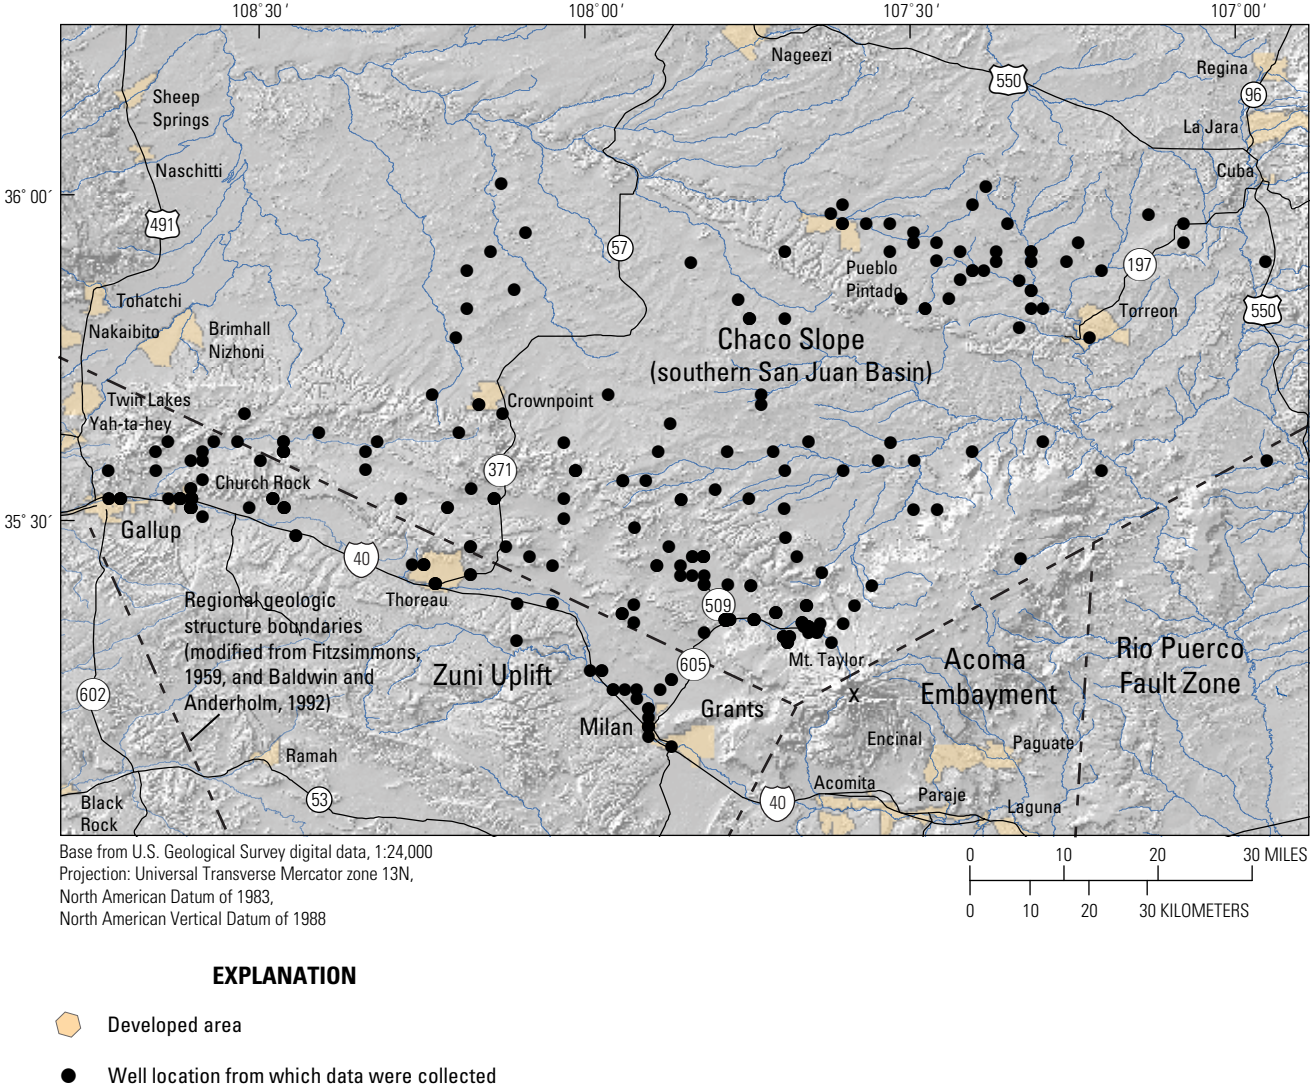 108°30´
108°00´
107°30´
107°00´
36°00´
35°30´
Nageezi
550
Regina
96
La Jara
Cuba
Sheep
Springs
Naschitti
491
57
Pueblo
Pintado
197
Torreon
550
Tohatchi
Nakaibito
Brimhall
Nizhoni
Chaco Slope
(southern San Juan Basin)
Twin Lakes
Yah-ta-hey
Crownpoint
371
Church Rock
Gallup
40
Thoreau
509
Regional geologic
structure boundaries
(modified from Fitzsimmons,
1959, and Baldwin and
Anderholm, 1992)
602
Zuni Uplift
605
Mt. Taylor
x
Acoma
Embayment
Rio Puerco
Fault Zone
Milan
Grants
Encinal
Paguate
Ramah
53
Acomita
40
Paraje
Laguna
Black
Rock
Base from U.S. Geological Survey digital data, 1:24,000
Projection: Universal Transverse Mercator zone 13N,
North American Datum of 1983,
North American Vertical Datum of 1988
0 10 20 30 MILES
0 10 20 30 KILOMETERS
EXPLANATION
Developed area
Well location from which data were collected